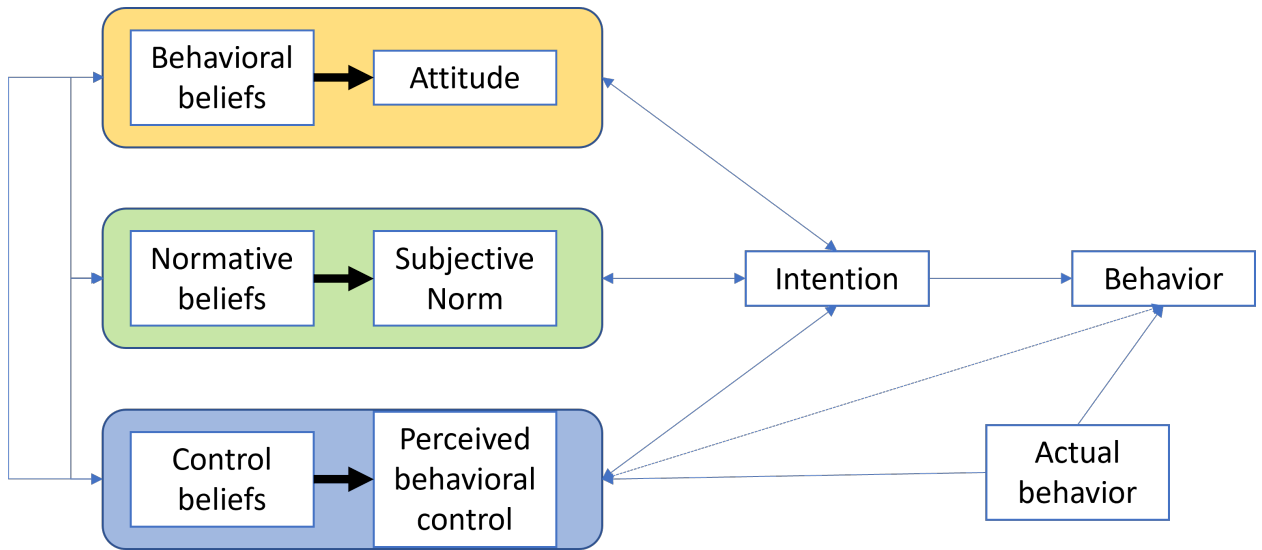 Behavioral
beliefs
Attitude
Normative
beliefs
Subjective
Norm
Intention
Behavior
Control
beliefs
Perceived
behavioral
control
Actual
behavior